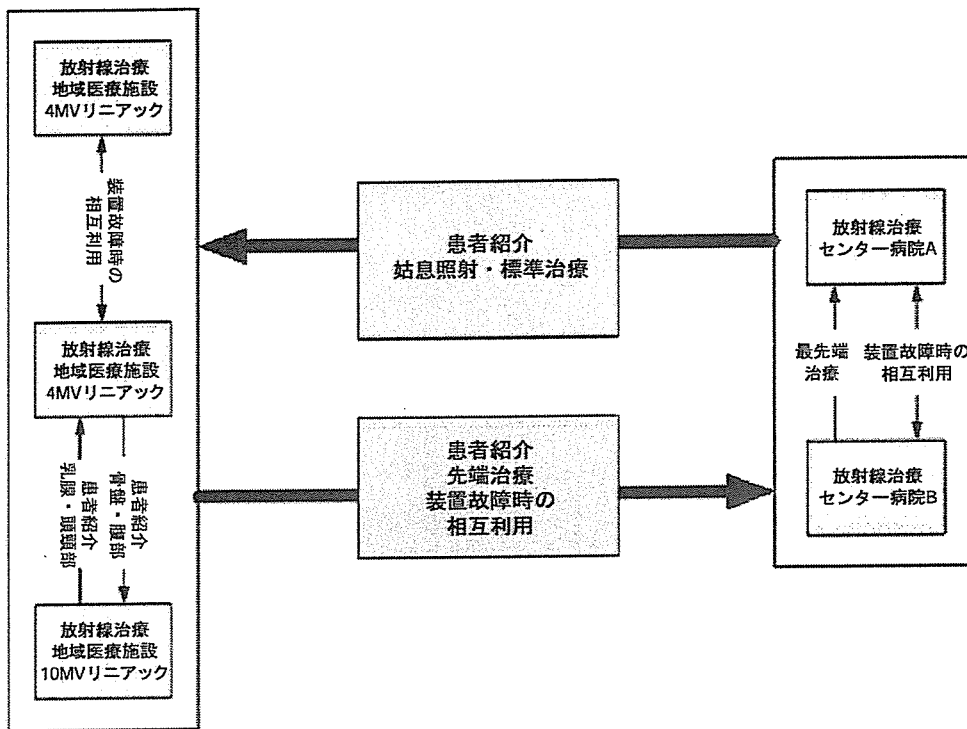 放射線治療
地域医療施設
4MVリニアック
装置故障時の
相互利用
放射線治療
地域医療施設
4MVリニアック
患者紹介
乳腺・頭頸部
患者紹介
骨盤・腹部
放射線治療
地域医療施設
10MVリニアック
患者紹介
姑息照射・標準治療
患者紹介
先端治療
装置故障時の
相互利用
放射線治療
センター病院A
最先端
治療
装置故障時の
相互利用
放射線治療
センター病院B